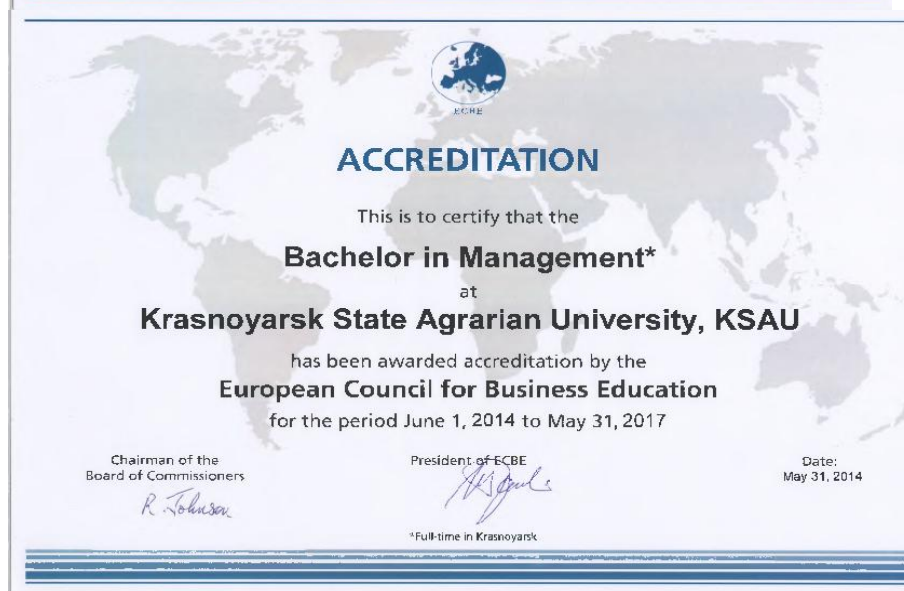 ECBE
ACCREDITATION
This is to certify that the
Bachelor in Management*
at
Krasnoyarsk State Agrarian University, KSAU
has been awarded accreditation by the
European Council for Business Education
for the period June 1, 2014 to May 31, 2017
Chairman of the
Board of Commissioners
R. Johnson
President of ECBE
Date:
May 31, 2014
*Full-time in Krasnoyarsk